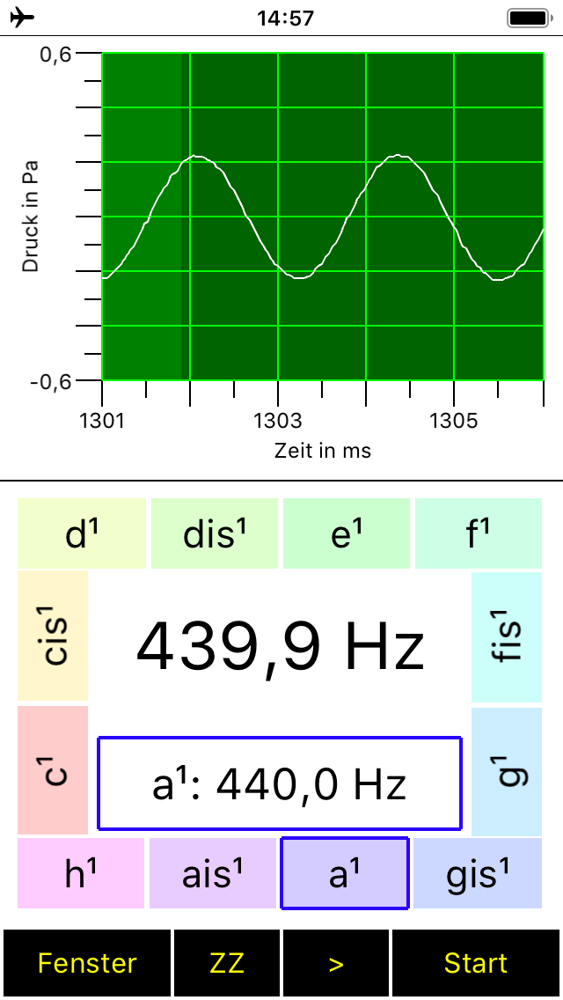 14:57
0,6
Druck in Pa
-0,6
1301 1303 1305
Zeit in ms
d¹ dis¹ e¹ f¹
cis¹
439,9 Hz
fis¹
c¹
a¹: 440,0 Hz
g¹
h¹ ais¹ a¹ gis¹
Fenster ZZ > Start